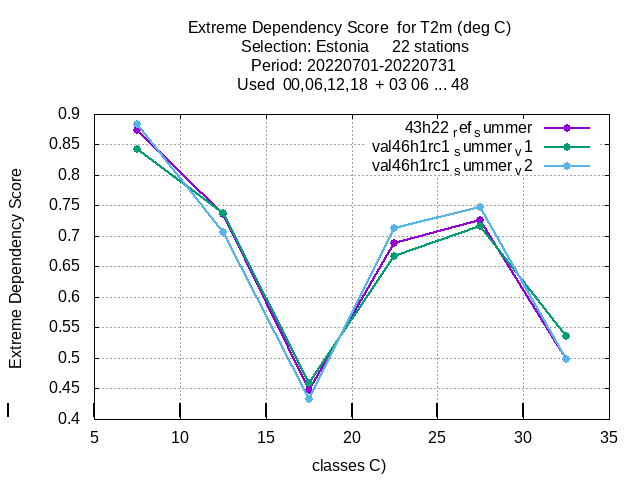 Extreme Dependency Score for T2m (deg C)
Selection: Estonia 22 stations
Period: 20220701-20220731
Used 00,06,12,18 + 03 06 ... 48
43h22 ref summer
val46h1rc1 summer v1
val46h1rc1 summer v2
Extreme Dependency Score
0.9
0.85
0.8
0.75
0.7
0.65
0.6
0.55
0.5
0.45
0.4
5 10 15 20 25 30 35
classes C)